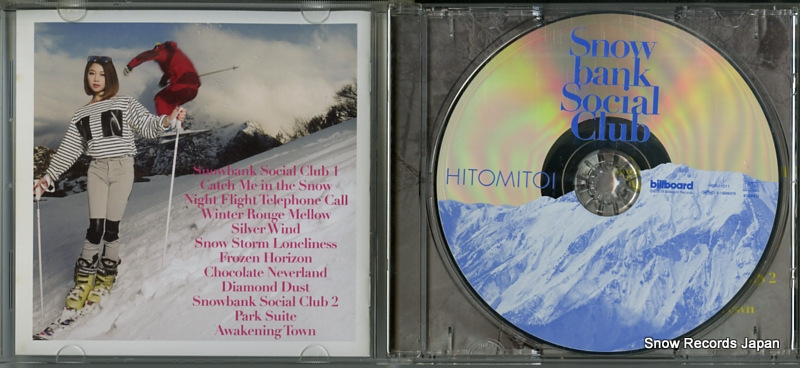 Snowbank Social Club 1
Catch Me in the Snow
Night Flight Telephone Call
Winter Rouge Mellow
Silver Wind
Snow Storm Loneliness
Frozen Horizon
Chocolate Neverland
Diamond Dust
Snowbank Social Club 2
Park Suite
Awakening Town
Snow
bank
Social
Club
HITOMITOI
billboard
2
own
Snow Records Japan